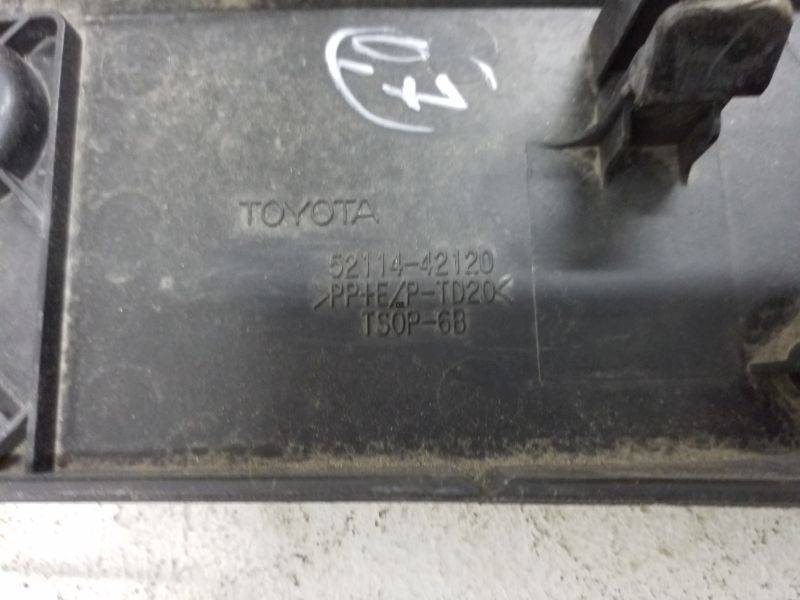 TOYOTA
52114-42120
>PP+E/P-TD20<
TSOP-6B